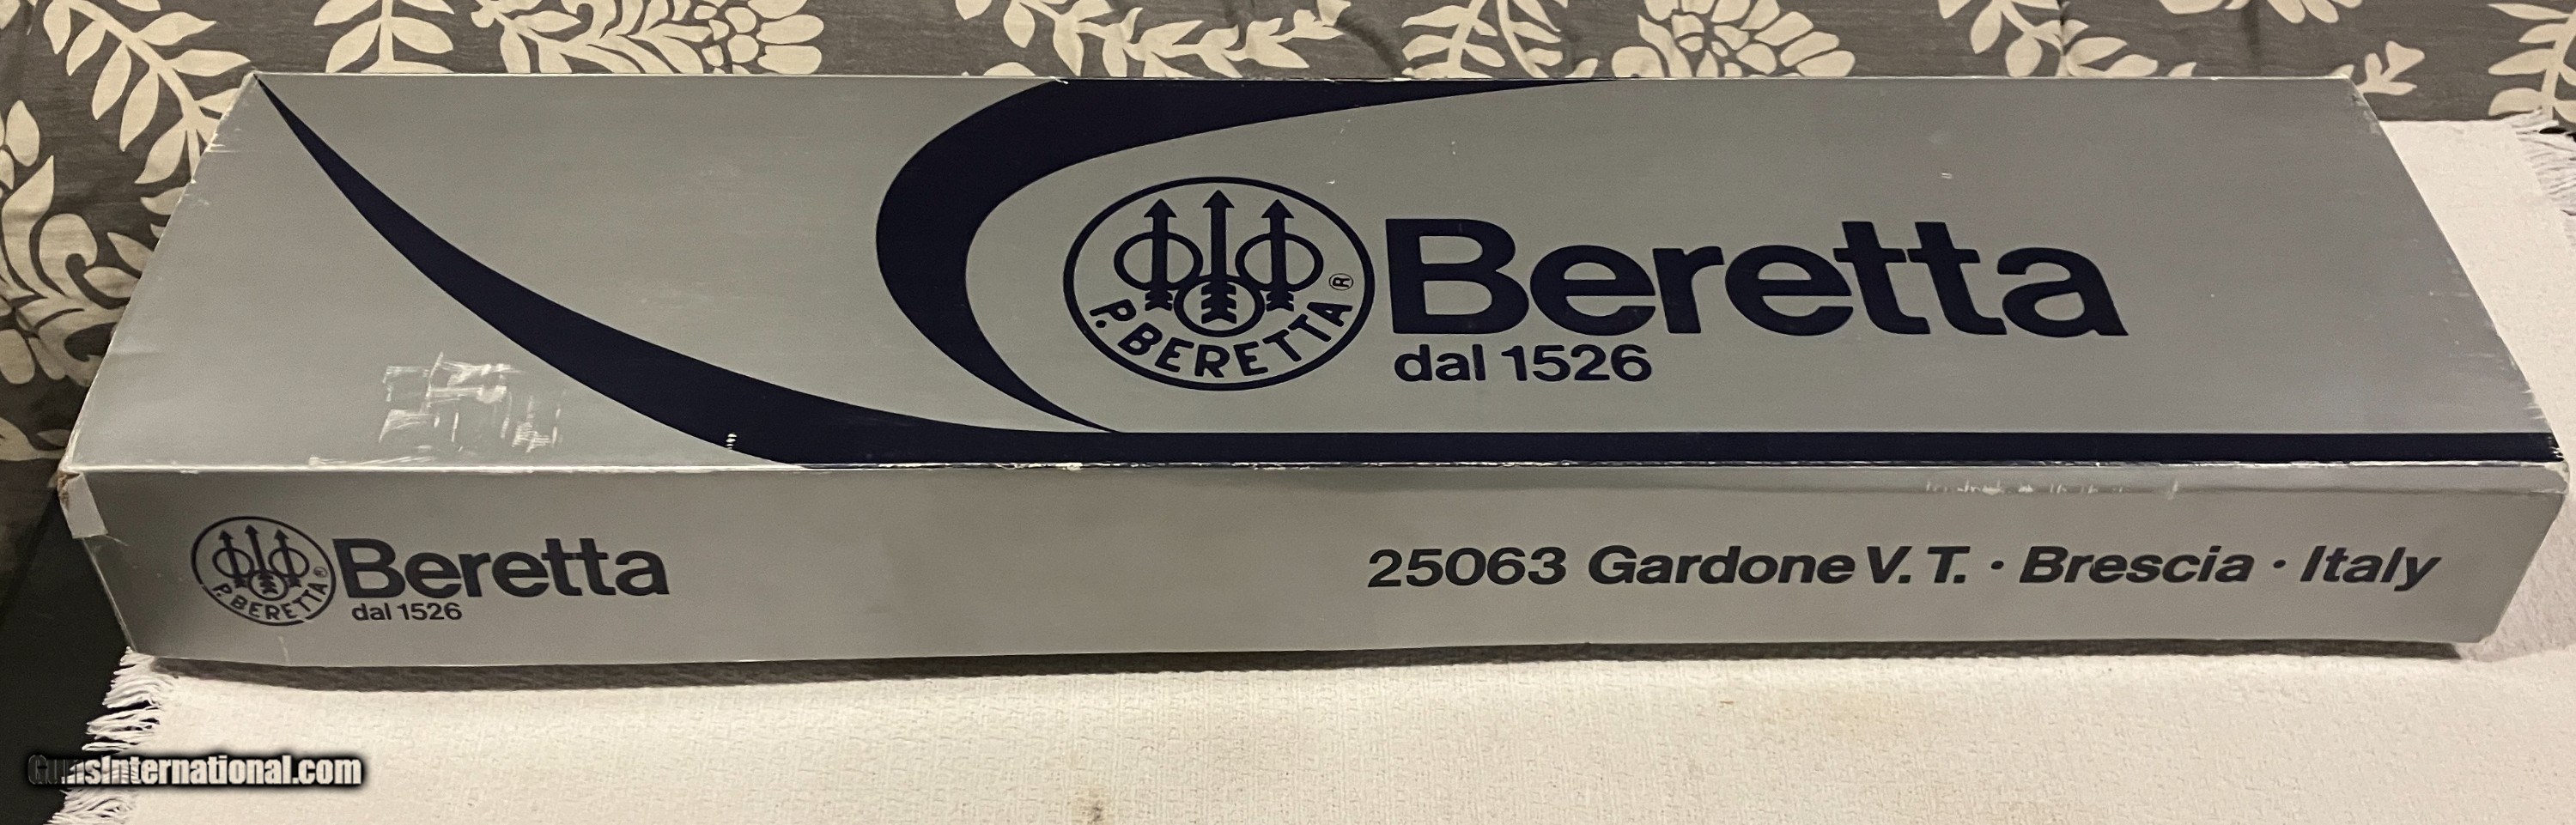 P. BERETTA®
Beretta
dal 1526
P. BERETTA®
Beretta
dal 1526
25063 Gardone V.T. · Brescia · Italy
GunsInternational.com